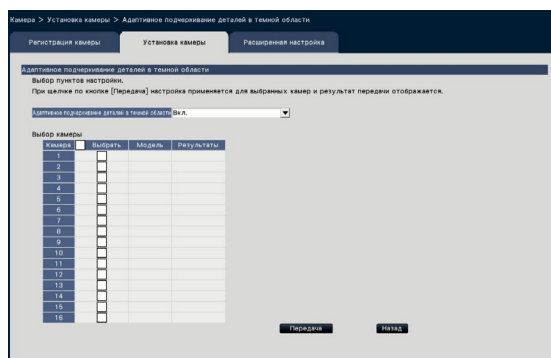 Камера > Установка камеры > Адаптивное подчеркивание деталей в темной области
Регистрация камеры Установка камеры Расширенная настройка
Адаптивное подчеркивание деталей в темной области
Выбор пунктов настройки.
При щелчке по кнопке [Передача] настройка применяется для выбранных камер и результат передачи отображается.
Адаптивное подчеркивание деталей в темной области Вкл.
Выбор камеры
Камера Выбрать Модель Результаты
1
2
3
4
5
6
7
8
9
10
11
12
13
14
15
16
Передача Назад